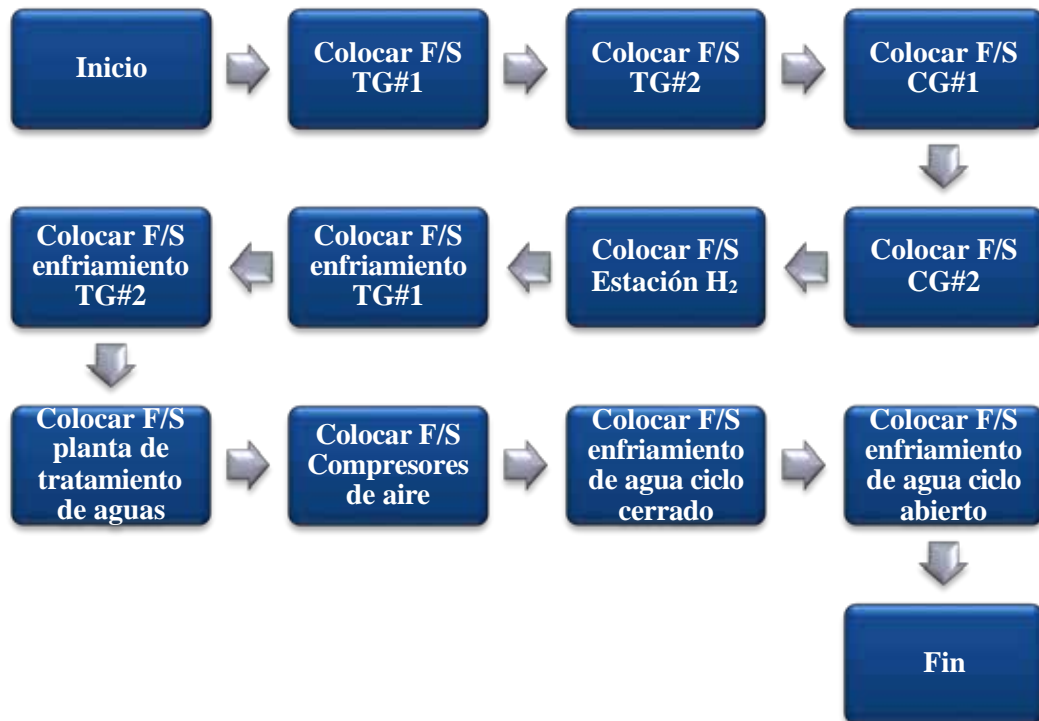 Inicio
Colocar F/S
TG#1
Colocar F/S
TG#2
Colocar F/S
CG#1
Colocar F/S
enfriamiento
TG#2
Colocar F/S
enfriamiento
TG#1
Colocar F/S
Estación H₂
Colocar F/S
CG#2
Colocar F/S
planta de
tratamiento
de aguas
Colocar F/S
Compresores
de aire
Colocar F/S
enfriamiento
de agua ciclo
cerrado
Colocar F/S
enfriamiento
de agua ciclo
abierto
Fin